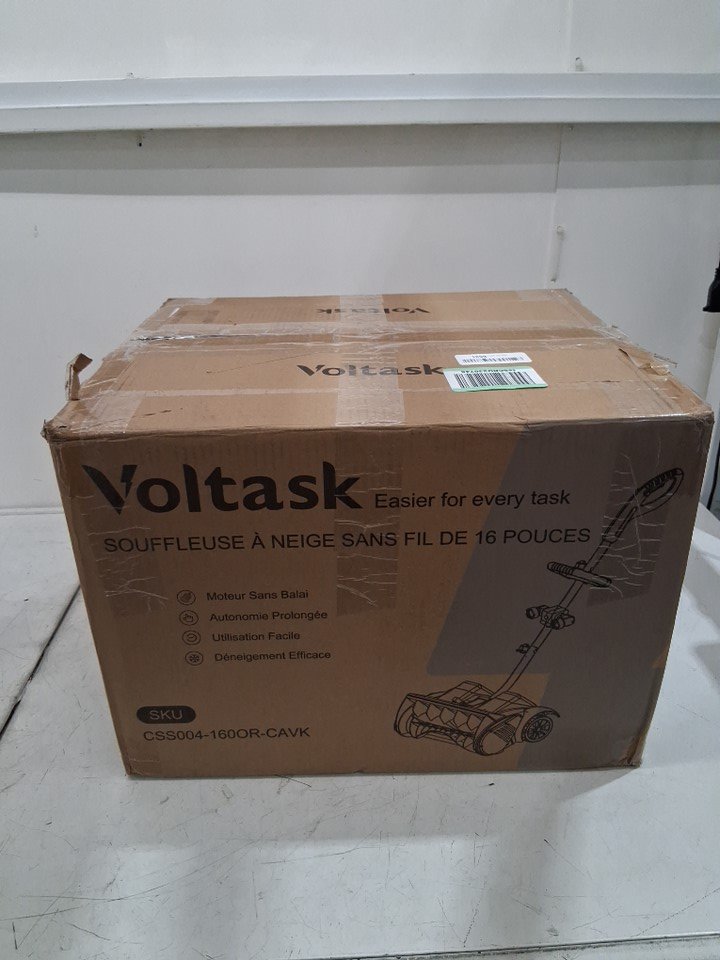 Voltask
Voltask
Voltask Easier for every task
SOUFFLEUSE À NEIGE SANS FIL DE 16 POUCES
Moteur Sans Balai
Autonomie Prolongée
Utilisation Facile
Déneigement Efficace
SKU
CSS004-160OR-CAVK